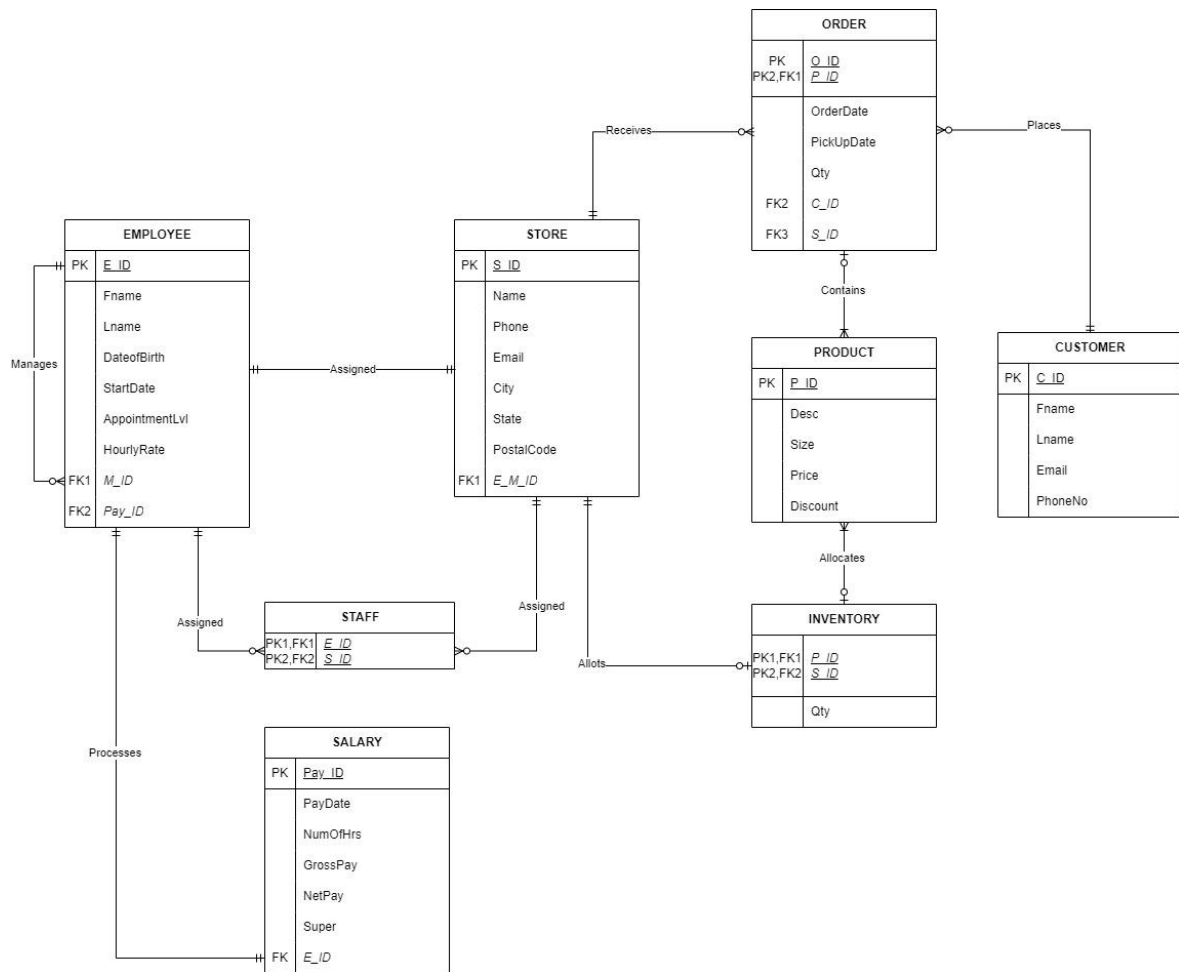 ORDER
PK O_ID
PK2,FK1 P_ID
OrderDate
PickUpDate
Qty
FK2 C_ID
FK3 S_ID
Receives
Places
EMPLOYEE
PK E_ID
Fname
Lname
DateofBirth
StartDate
AppointmentLvl
HourlyRate
FK1 M_ID
FK2 Pay_ID
Manages
Assigned
STORE
PK S_ID
Name
Phone
Email
City
State
PostalCode
FK1 E_M_ID
Contains
PRODUCT
PK P_ID
Desc
Size
Price
Discount
CUSTOMER
PK C_ID
Fname
Lname
Email
PhoneNo
Allocates
Assigned
STAFF
PK1,FK1 E_ID
PK2,FK2 S_ID
Assigned
Allots
INVENTORY
PK1,FK1 P_ID
PK2,FK2 S_ID
Qty
Processes
SALARY
PK Pay_ID
PayDate
NumOfHrs
GrossPay
NetPay
Super
FK E_ID